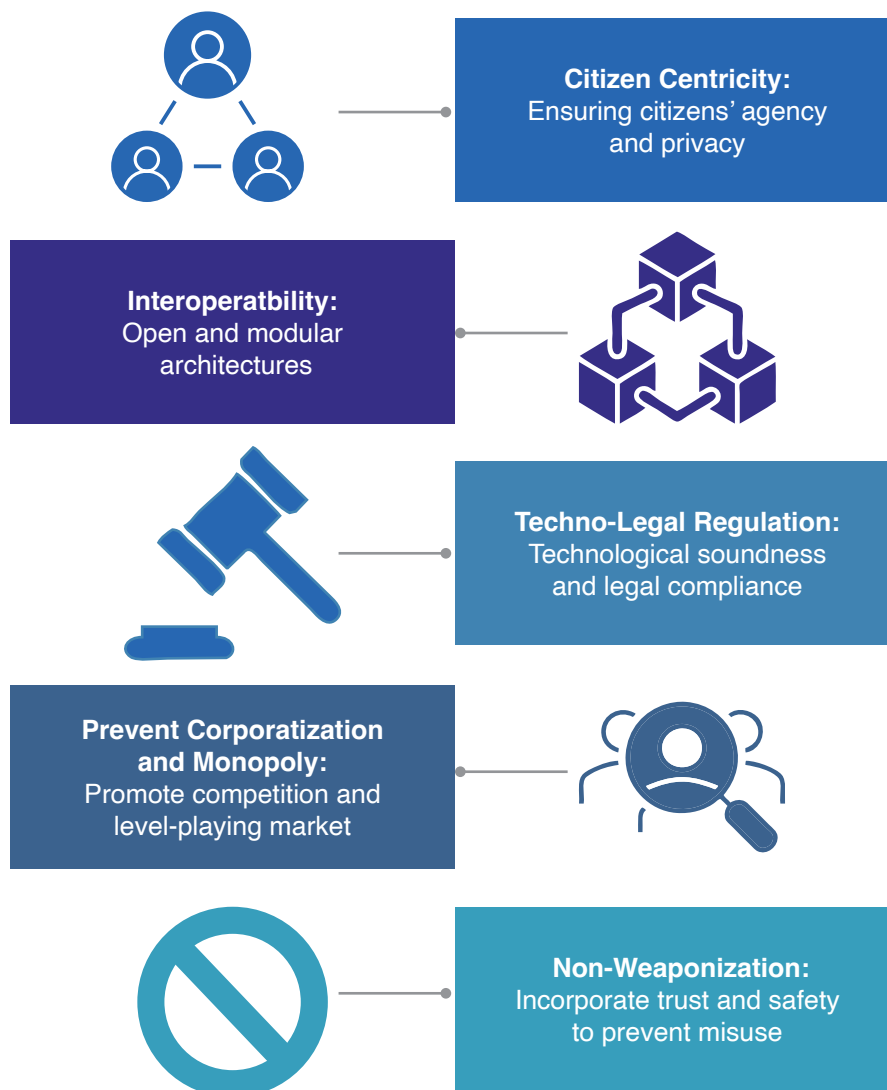 Citizen Centricity:
Ensuring citizens’ agency
and privacy
Interoperatbility:
Open and modular
architectures
Techno-Legal Regulation:
Technological soundness
and legal compliance
Prevent Corporatization
and Monopoly:
Promote competition and
level-playing market
Non-Weaponization:
Incorporate trust and safety
to prevent misuse